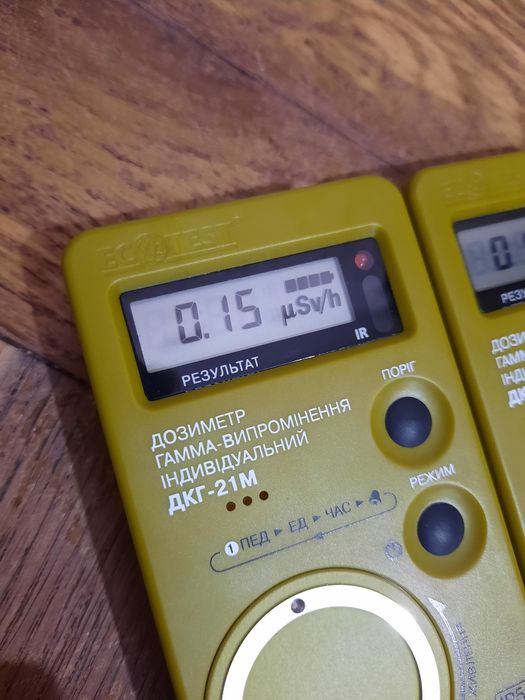 ECOTEST
0.15 μSv/h
IR
РЕЗУЛЬТАТ
ПОРІГ
ДОЗИМЕТР
ГАММА-ВИПРОМІНЕННЯ
ІНДИВІДУАЛЬНИЙ
ДКГ-21М
РЕЖИМ
1 ПЕД ЕД ЧАС